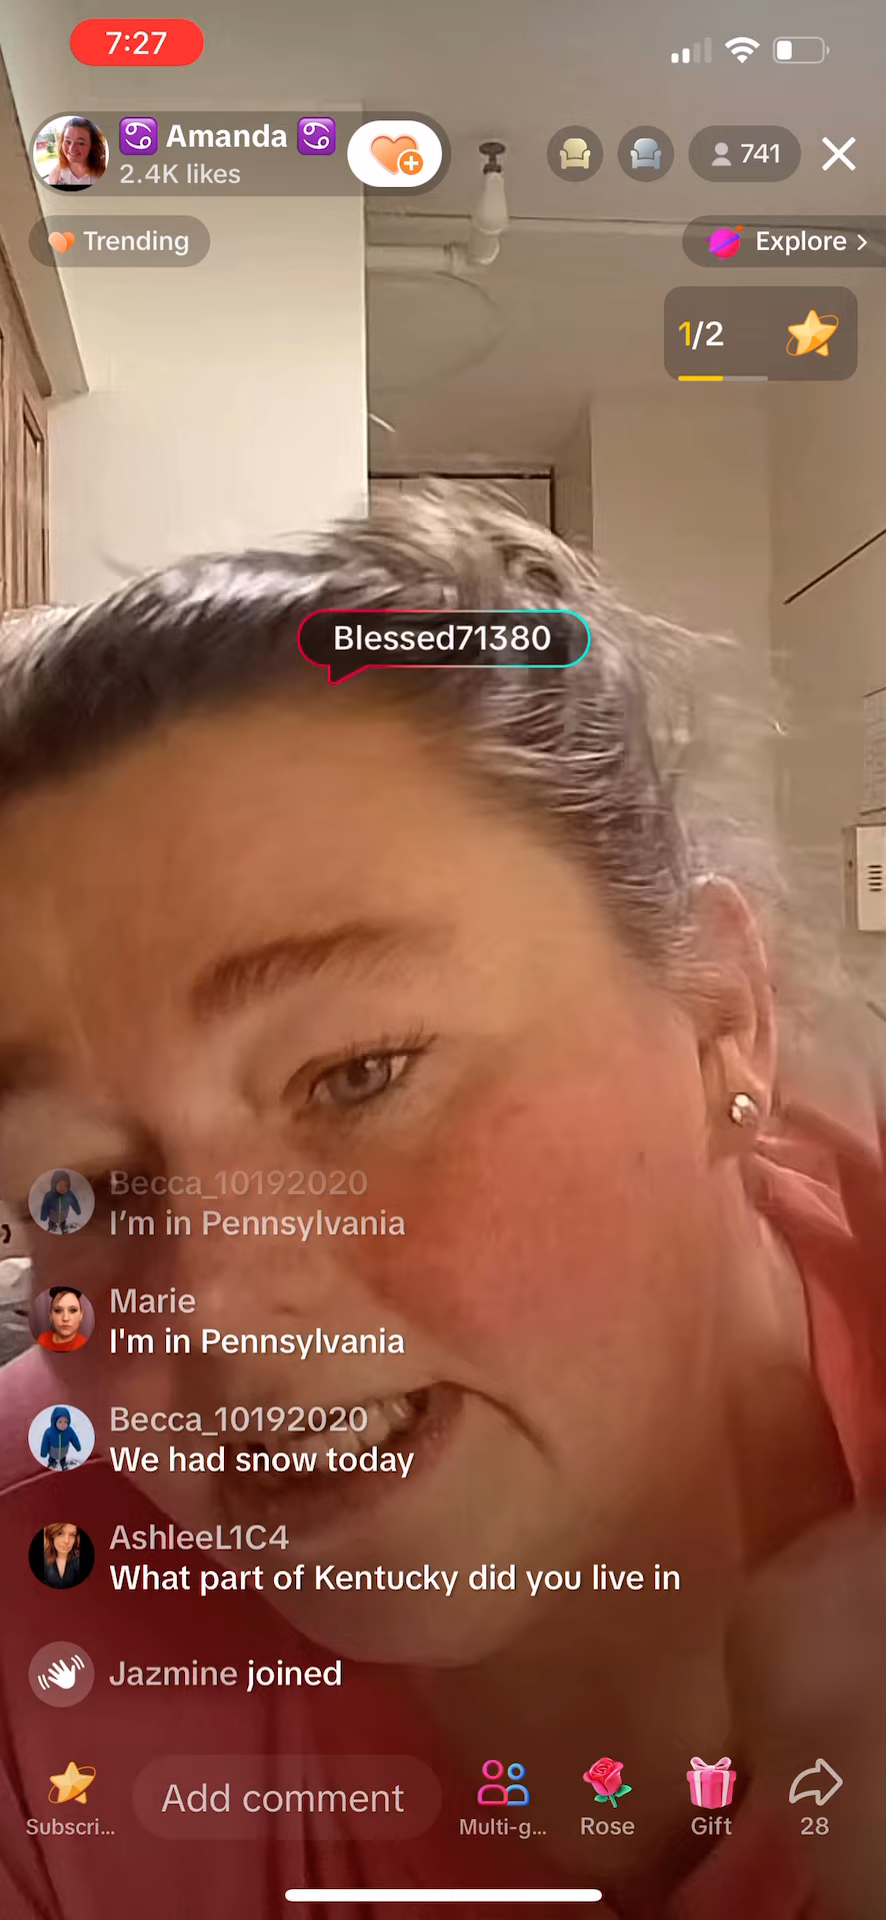 7:27
♋ Amanda ♋
2.4K likes
741
Trending
Explore >
1/2
Blessed71380
Becca_10192020
I'm in Pennsylvania
Marie
I'm in Pennsylvania
Becca_10192020
We had snow today
AshleeL1C4
What part of Kentucky did you live in
Jazmine joined
Add comment
Subscri...
Multi-g...
Rose
Gift
28